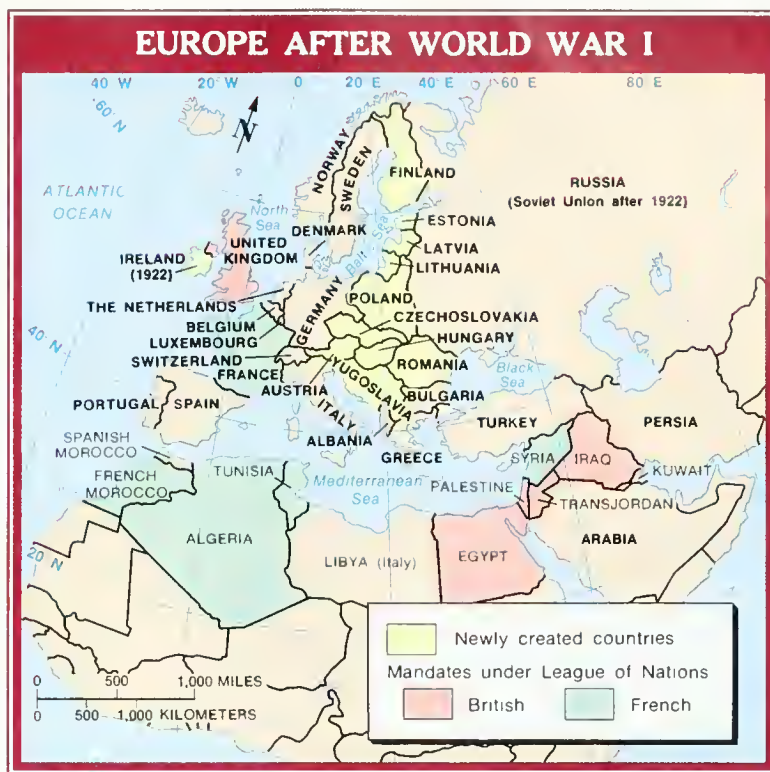 EUROPE AFTER WORLD WAR I
40° W
20° W
0
20° E
40° E
60° E
80° E
60° N
N
ATLANTIC
OCEAN
NORWAY
SWEDEN
FINLAND
RUSSIA
(Soviet Union after 1922)
North
Sea
DENMARK
Baltic Sea
ESTONIA
IRELAND
(1922)
UNITED
KINGDOM
LATVIA
LITHUANIA
THE NETHERLANDS
GERMANY
POLAND
BELGIUM
CZECHOSLOVAKIA
LUXEMBOURG
HUNGARY
40° N
SWITZERLAND
FRANCE
ROMANIA
Black
Sea
AUSTRIA
YUGOSLAVIA
BULGARIA
PORTUGAL
SPAIN
ITALY
TURKEY
PERSIA
ALBANIA
GREECE
SPANISH
MOROCCO
TUNISIA
SYRIA
IRAQ
FRENCH
MOROCCO
Mediterranean
Sea
PALESTINE
KUWAIT
TRANSJORDAN
ALGERIA
ARABIA
20° N
LIBYA (Italy)
EGYPT
Newly created countries
Mandates under League of Nations
British
French
0 500 1,000 MILES
0 500 1,000 KILOMETERS